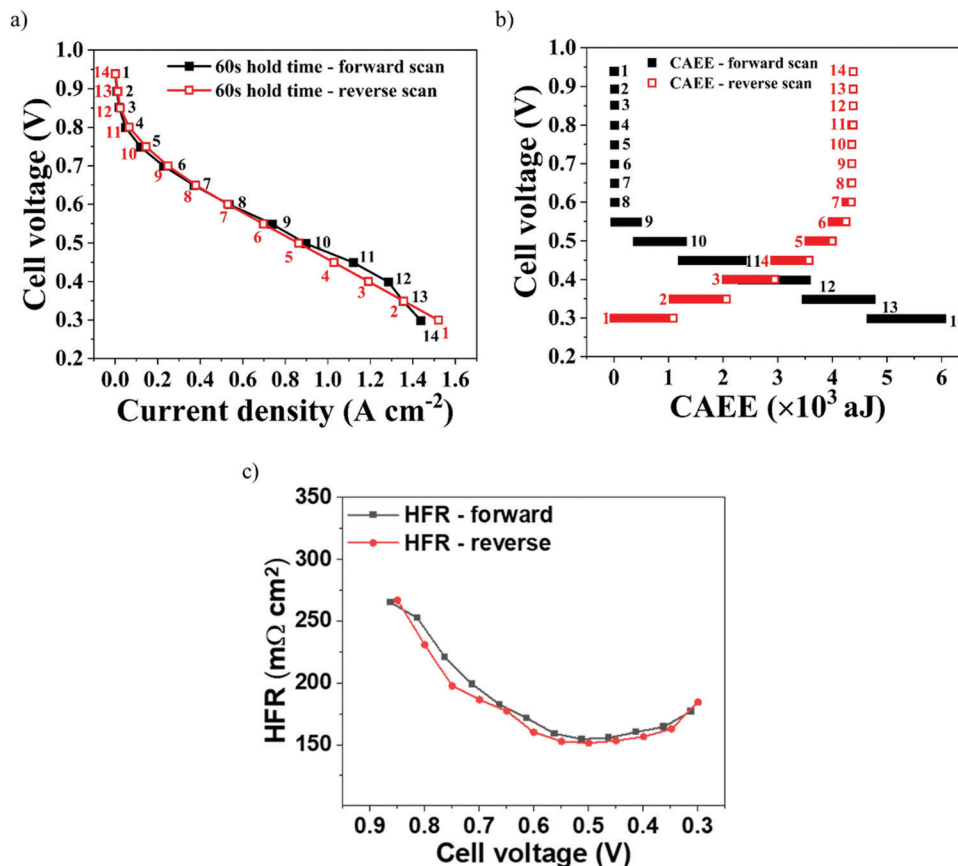 a)
60s hold time - forward scan
60s hold time - reverse scan
Cell voltage (V)
1.0
0.9
0.8
0.7
0.6
0.5
0.4
0.3
0.2
14 1
13 2
12 3
11 4
10 5
9 6
8 7
7 8
6 9
5 10
4 11
3 12
2 13
1
14
0.0 0.2 0.4 0.6 0.8 1.0 1.2 1.4 1.6
Current density (A cm-2)
b)
CAEE - forward scan
CAEE - reverse scan
Cell voltage (V)
1.0
0.9
0.8
0.7
0.6
0.5
0.4
0.3
0.2
1 14
2 13
3 12
4 11
5 10
6 9
7 8
8 7
9 6
10 5
4 11
3
2 12
1 13
0 1 2 3 4 5 6
CAEE (×10³ aJ)
c)
HFR - forward
HFR - reverse
HFR (mΩ cm²)
350
300
250
200
150
0.9 0.8 0.7 0.6 0.5 0.4 0.3
Cell voltage (V)